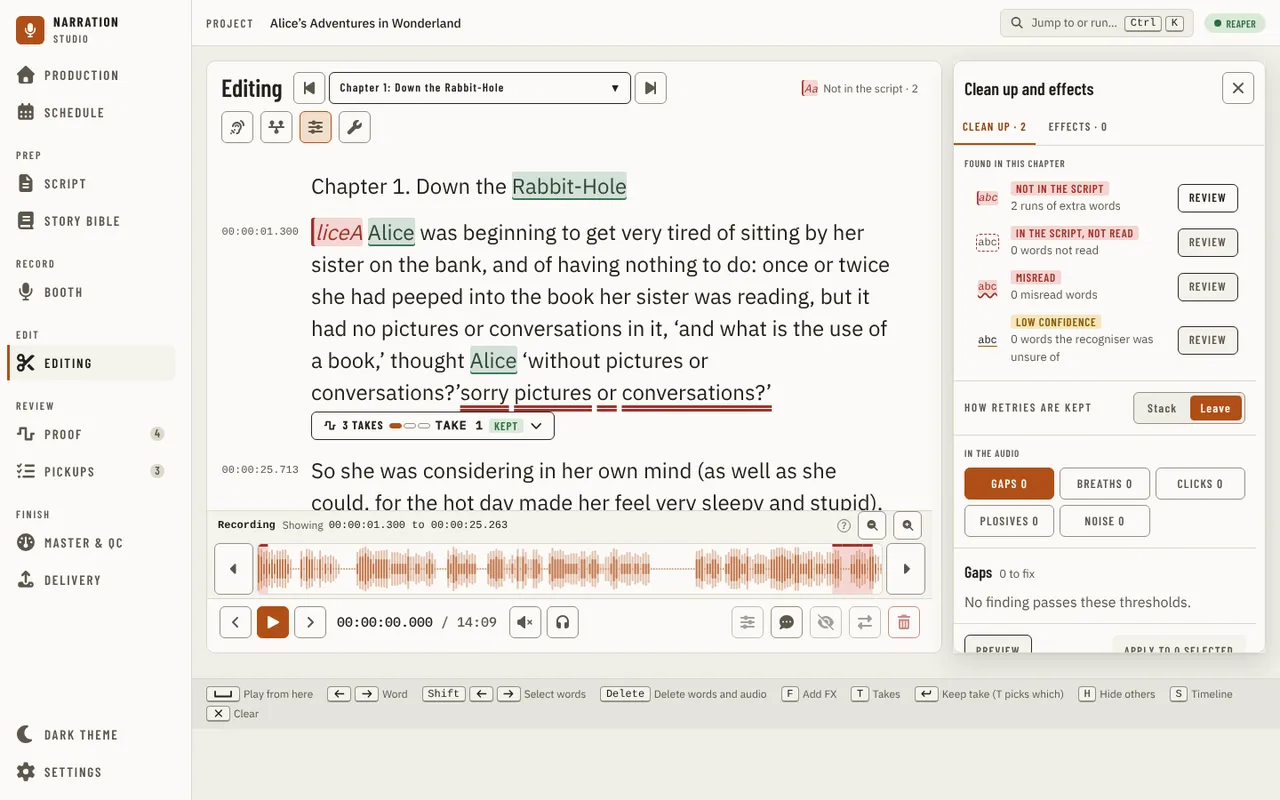 NARRATION
STUDIO
PRODUCTION
SCHEDULE
PREP
SCRIPT
STORY BIBLE
RECORD
BOOTH
EDIT
EDITING
REVIEW
PROOF 4
PICKUPS 3
FINISH
MASTER & QC
DELIVERY
DARK THEME
SETTINGS
PROJECT Alice’s Adventures in Wonderland
Jump to or run... Ctrl K
REAPER
Editing
Chapter 1: Down the Rabbit-Hole
Aa Not in the script · 2
Chapter 1. Down the Rabbit-Hole
00:00:01.300 liceA Alice was beginning to get very tired of sitting by her
sister on the bank, and of having nothing to do: once or twice
she had peeped into the book her sister was reading, but it
had no pictures or conversations in it, ‘and what is the use of
a book,’ thought Alice ‘without pictures or
conversations?’sorry pictures or conversations?’
3 TAKES TAKE 1 KEPT
00:00:25.713 So she was considering in her own mind (as well as she
could, for the hot day made her feel very sleepy and stupid),
Recording Showing 00:00:01.300 to 00:00:25.263
?
00:00:00.000 / 14:09
Clean up and effects
CLEAN UP · 2 EFFECTS · 0
FOUND IN THIS CHAPTER
abc NOT IN THE SCRIPT
2 runs of extra words
REVIEW
abc IN THE SCRIPT, NOT READ
0 words not read
REVIEW
abc MISREAD
0 misread words
REVIEW
abc LOW CONFIDENCE
0 words the recogniser was
unsure of
REVIEW
HOW RETRIES ARE KEPT Stack Leave
IN THE AUDIO
GAPS 0 BREATHS 0 CLICKS 0
PLOSIVES 0 NOISE 0
Gaps 0 to fix
No finding passes these thresholds.
PREVIEW APPLY TO 0 SELECTED
Play from here Word Shift Select words Delete Delete words and audio F Add FX T Takes Keep take (T picks which) H Hide others S Timeline
Clear